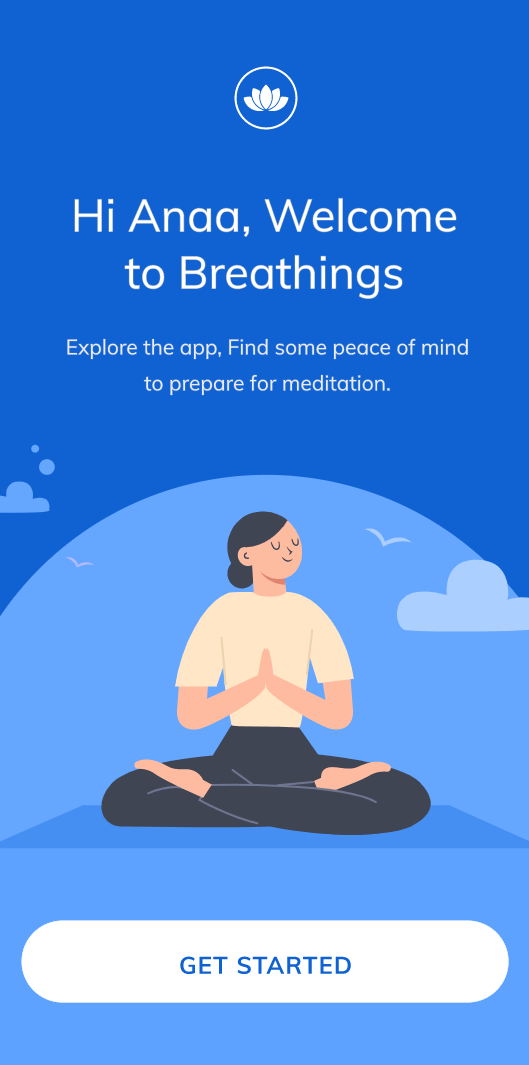 Hi Anaa, Welcome
to Breathings
Explore the app, Find some peace of mind
to prepare for meditation.
GET STARTED